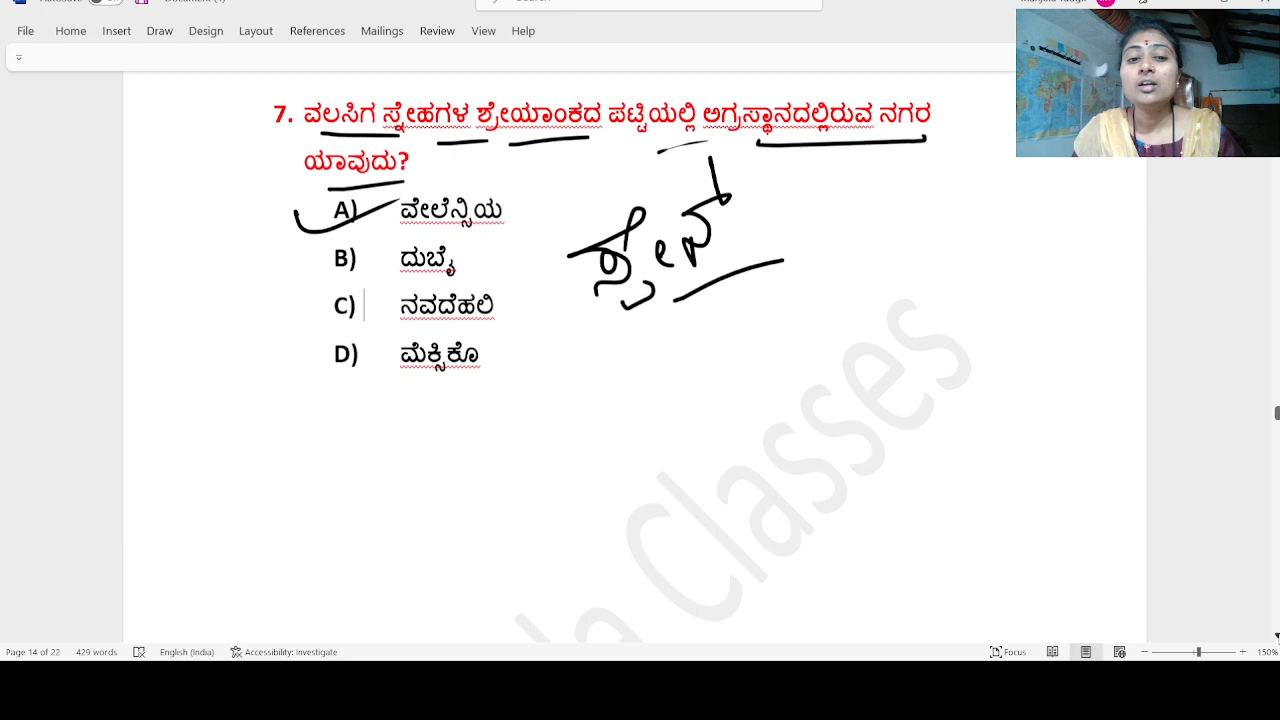 File Home Insert Draw Design Layout References Mailings Review View Help
7. ವಲಸಿಗ ಸ್ನೇಹಗಳ ಶ್ರೇಯಾಂಕದ ಪಟ್ಟಿಯಲ್ಲಿ ಅಗ್ರಸ್ಥಾನದಲ್ಲಿರುವ ನಗರ
ಯಾವುದು?
A) ವೇಲೆನ್ಸಿಯ
B) ದುಬೈ
C) ನವದೆಹಲಿ
D) ಮೆಕ್ಸಿಕೊ
ಸ್ಪೇನ್
Classes
Page 14 of 22 429 words English (India) Accessibility: Investigate Focus 150%